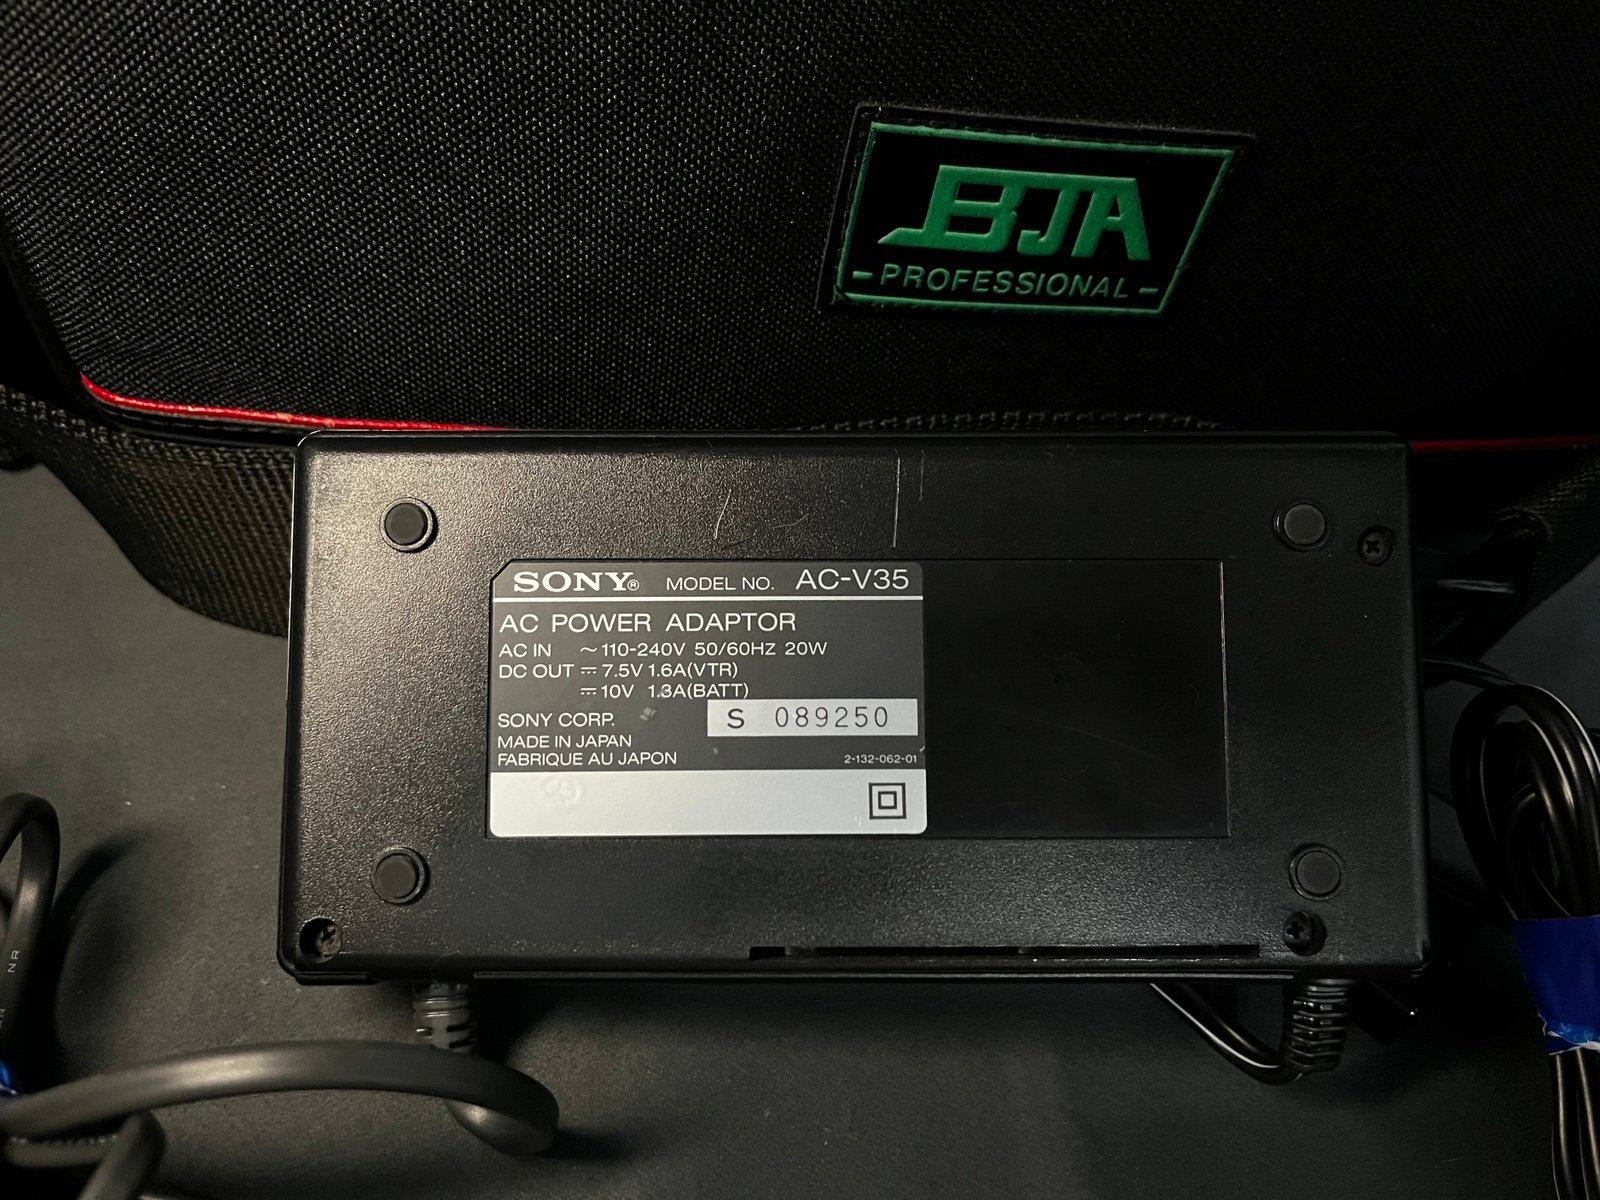 BJA
-PROFESSIONAL-
SONY® MODEL NO. AC-V35
AC POWER ADAPTOR
AC IN ~110-240V 50/60HZ 20W
DC OUT ⎓ 7.5V 1.6A(VTR)
⎓ 10V 1.3A(BATT)
SONY CORP. S 089250
MADE IN JAPAN
FABRIQUE AU JAPON 2-132-062-01
NR